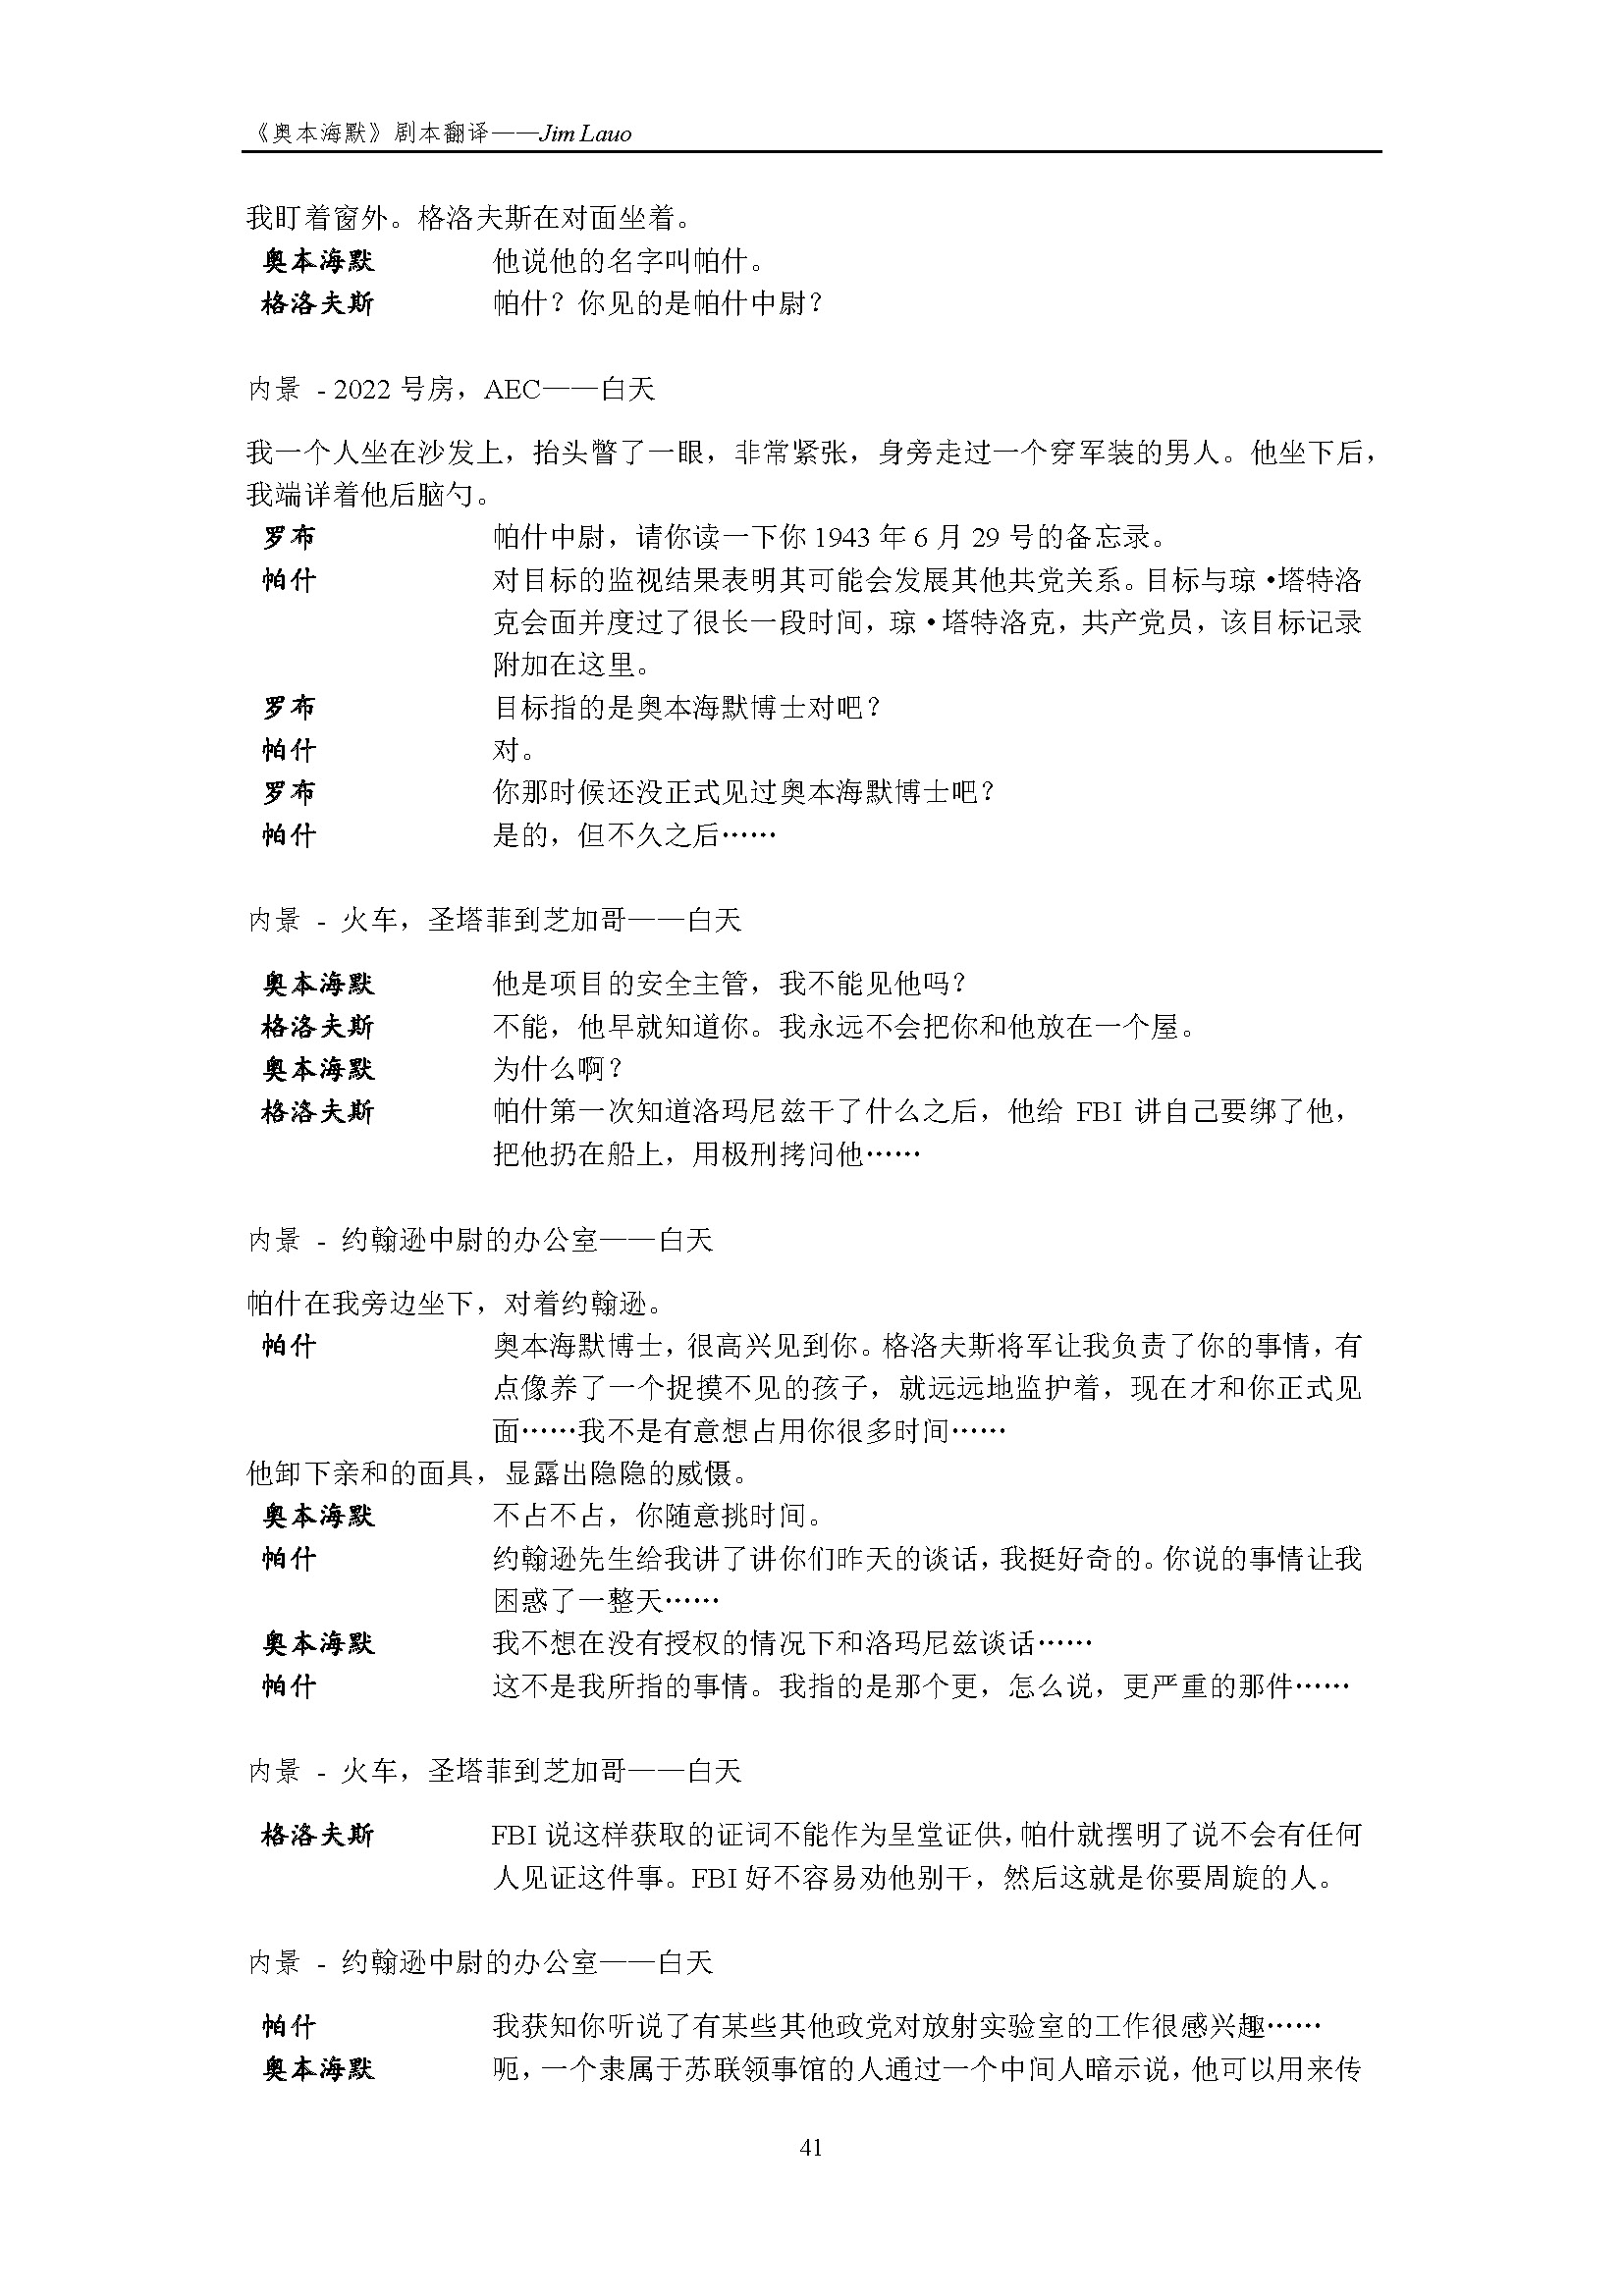 《奥本海默》剧本翻译——Jim Lauo
我盯着窗外。格洛夫斯在对面坐着。
奥本海默 他说他的名字叫帕什。
格洛夫斯 帕什？你见的是帕什中尉？
内景 - 2022 号房，AEC——白天
我一个人坐在沙发上，抬头瞥了一眼，非常紧张，身旁走过一个穿军装的男人。他坐下后，
我端详着他后脑勺。
罗布 帕什中尉，请你读一下你 1943 年 6 月 29 号的备忘录。
帕什 对目标的监视结果表明其可能会发展其他共党关系。目标与琼·塔特洛
克会面并度过了很长一段时间，琼·塔特洛克，共产党员，该目标记录
附加在这里。
罗布 目标指的是奥本海默博士对吧？
帕什 对。
罗布 你那时候还没正式见过奥本海默博士吧？
帕什 是的，但不久之后……
内景 - 火车，圣塔菲到芝加哥——白天
奥本海默 他是项目的安全主管，我不能见他吗？
格洛夫斯 不能，他早就知道你。我永远不会把你和他放在一个屋。
奥本海默 为什么啊？
格洛夫斯 帕什第一次知道洛玛尼兹干了什么之后，他给 FBI 讲自己要绑了他，
把他扔在船上，用极刑拷问他……
内景 - 约翰逊中尉的办公室——白天
帕什在我旁边坐下，对着约翰逊。
帕什 奥本海默博士，很高兴见到你。格洛夫斯将军让我负责了你的事情，有
点像养了一个捉摸不见的孩子，就远远地监护着，现在才和你正式见
面……我不是有意想占用你很多时间……
他卸下亲和的面具，显露出隐隐的威慑。
奥本海默 不占不占，你随意挑时间。
帕什 约翰逊先生给我讲了讲你们昨天的谈话，我挺好奇的。你说的事情让我
困惑了一整天……
奥本海默 我不想在没有授权的情况下和洛玛尼兹谈话……
帕什 这不是我所指的事情。我指的是那个更，怎么说，更严重的那件……
内景 - 火车，圣塔菲到芝加哥——白天
格洛夫斯 FBI 说这样获取的证词不能作为呈堂证供，帕什就摆明了说不会有任何
人见证这件事。FBI 好不容易劝他别干，然后这就是你要周旋的人。
内景 - 约翰逊中尉的办公室——白天
帕什 我获知你听说了有某些其他政党对放射实验室的工作很感兴趣……
奥本海默 呃，一个隶属于苏联领事馆的人通过一个中间人暗示说，他可以用来传
41